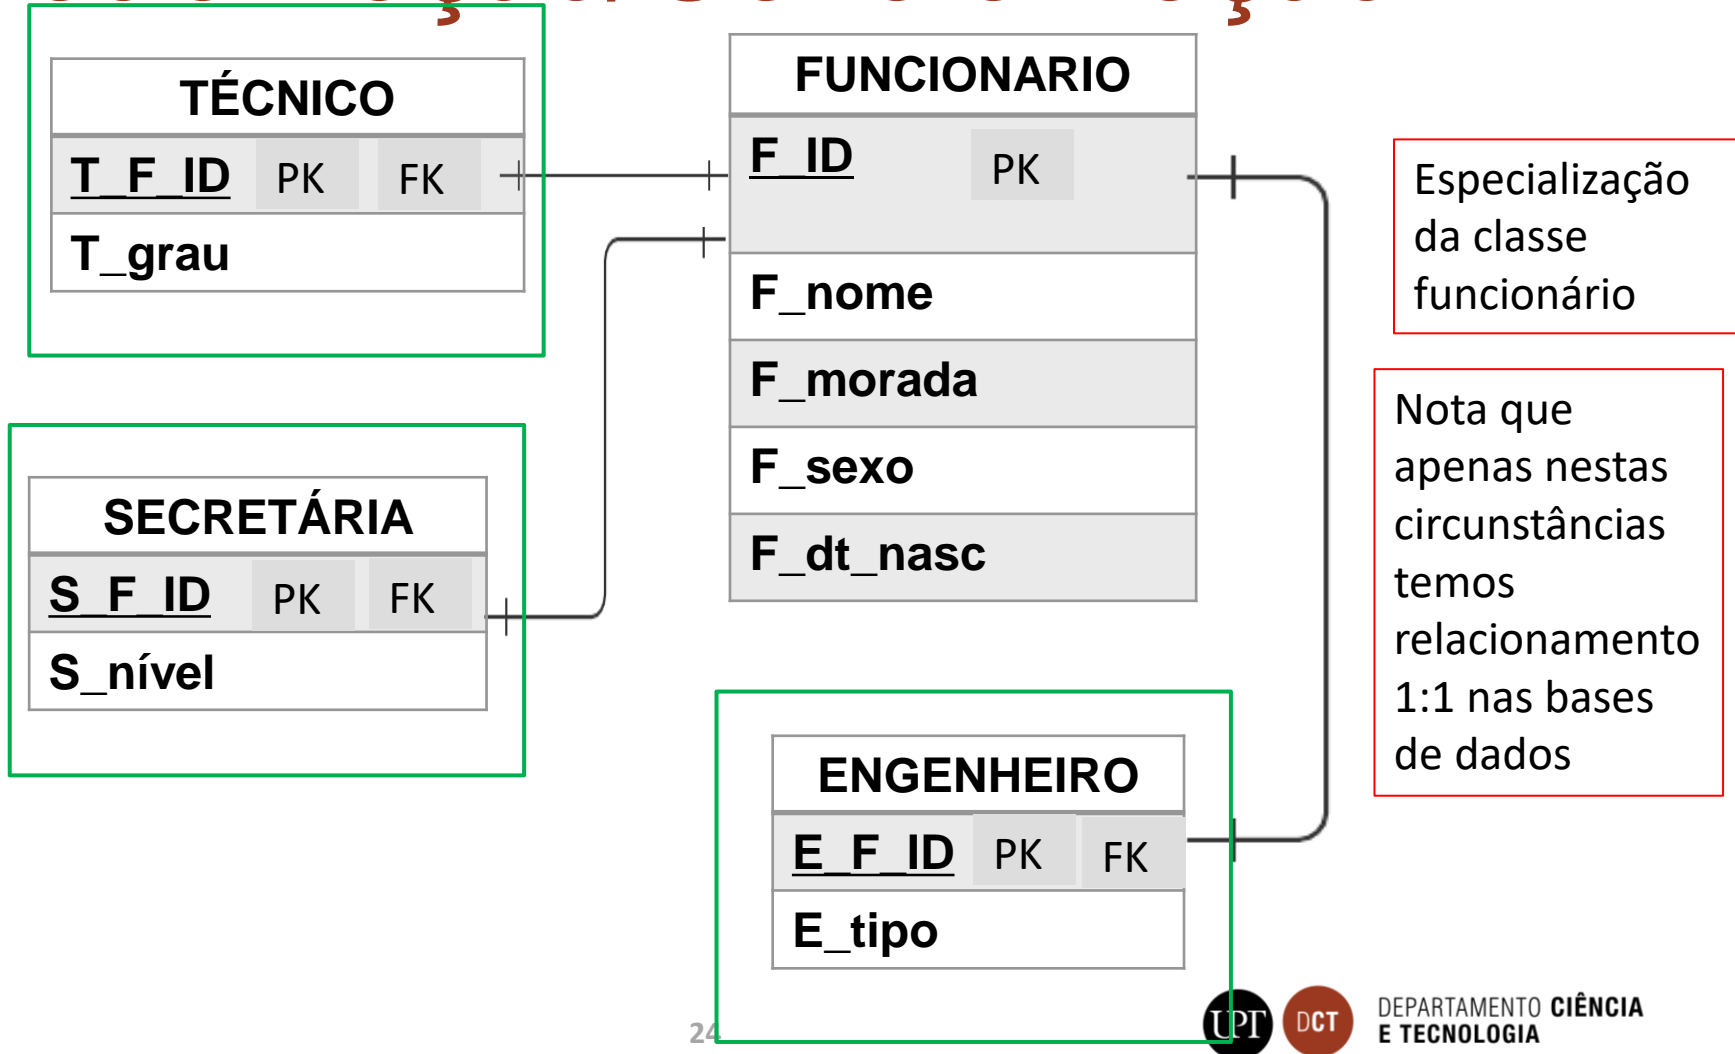 TÉCNICO
T_F_ID PK FK
T_grau
FUNCIONARIO
F_ID PK
F_nome
F_morada
F_sexo
F_dt_nasc
SECRETÁRIA
S_F_ID PK FK
S_nível
ENGENHEIRO
E_F_ID PK FK
E_tipo
Especialização
da classe
funcionário
Nota que
apenas nestas
circunstâncias
temos
relacionamento
1:1 nas bases
de dados
24
UPT
DCT
DEPARTAMENTO CIÊNCIA
E TECNOLOGIA